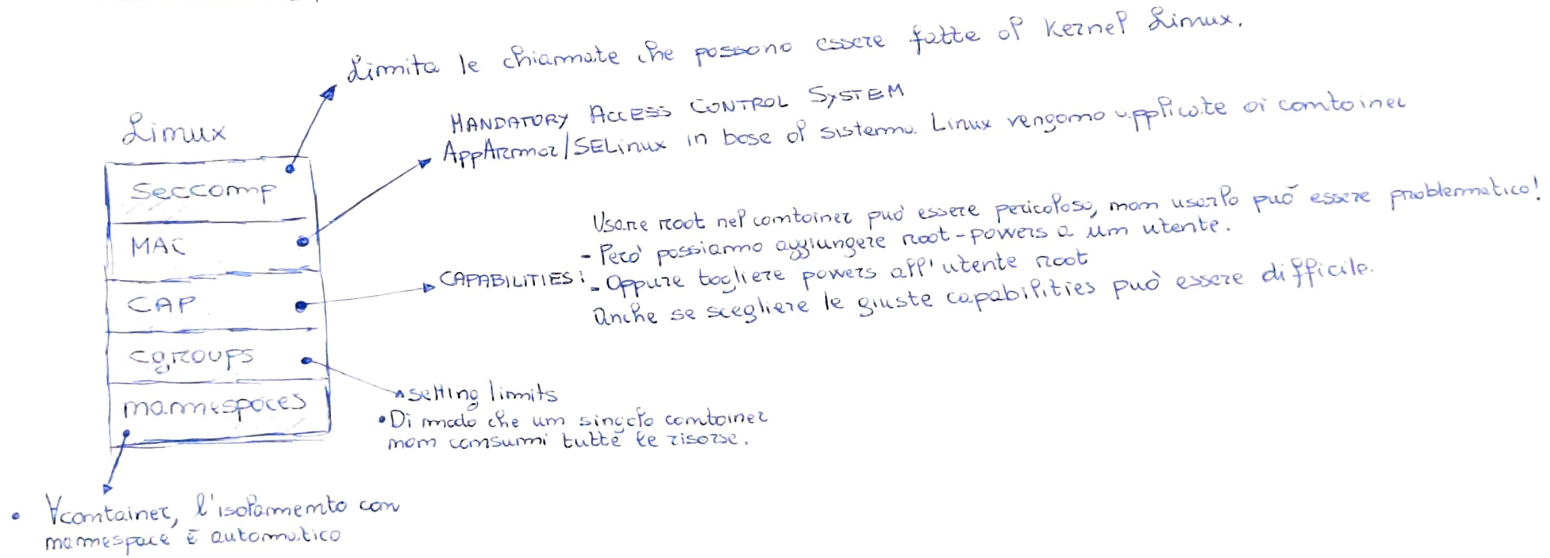 Limita le chiamate che possono essere fatte al Kernel Linux.
Linux
MANDATORY ACCESS CONTROL SYSTEM
AppArmor/SELinux in base al sistema Linux vengono applicate ai container
Seccomp
MAC
CAP
cgroups
namespaces
Usare root nel container può essere pericoloso, non usarlo può essere problematico!
- Però possiamo aggiungere root-powers a un utente.
CAPABILITIES: - Oppure togliere powers all'utente root
Anche se scegliere le giuste capabilities può essere difficile.
setting limits
• Di modo che un singolo container
non consumi tutte le risorse.
• ∀container, l'isolamento con
namespace è automatico